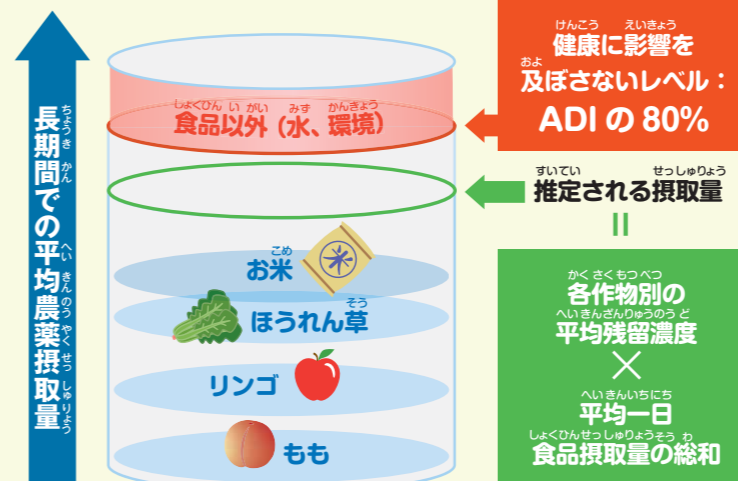 長期間での平均農薬摂取量
ちょうきかん へいきんのうやくせっしゅりょう
しょくひんいがい みず かんきょう
食品以外（水、環境）
こめ
お米
そう
ほうれん草
リンゴ
もも
けんこう えいきょう
健康に影響を
およ
及ぼさないレベル：
ADIの80%
すいてい せっしゅりょう
推定される摂取量
＝
かくさくもつべつ
各作物別の
へいきんざんりゅうのうど
平均残留濃度
×
へいきんいちにち
平均一日
しょくひんせっしゅりょう そうわ
食品摂取量の総和